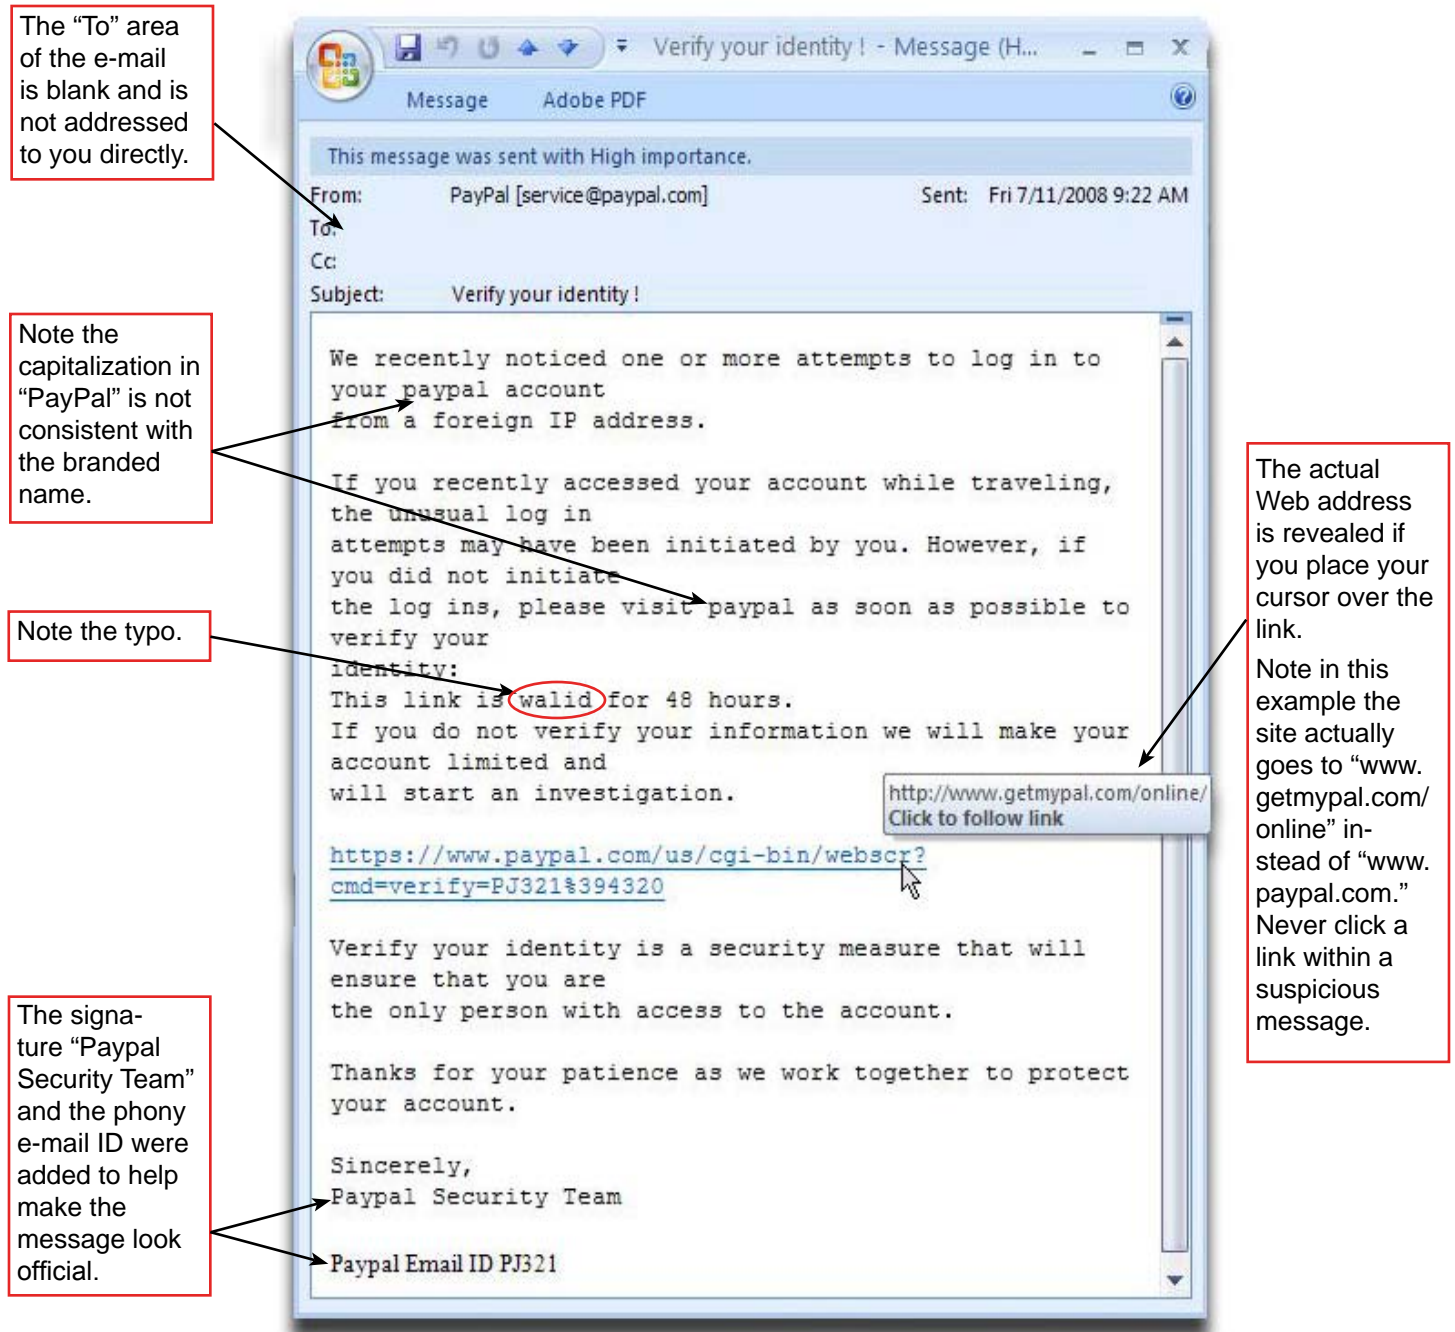 The “To” area
of the e-mail
is blank and is
not addressed
to you directly.
Verify your identity ! - Message (H...
Message
Adobe PDF
This message was sent with High importance.
From: PayPal [service@paypal.com] Sent: Fri 7/11/2008 9:22 AM
To:
Cc:
Subject: Verify your identity !
Note the
capitalization in
“PayPal” is not
consistent with
the branded
name.
We recently noticed one or more attempts to log in to
your paypal account
from a foreign IP address.
If you recently accessed your account while traveling,
the unusual log in
attempts may have been initiated by you. However, if
you did not initiate
the log ins, please visit paypal as soon as possible to
verify your
identity:
Note the typo.
This link is walid for 48 hours.
If you do not verify your information we will make your
account limited and
will start an investigation.
http://www.getmypal.com/online/
Click to follow link
https://www.paypal.com/us/cgi-bin/webscr?
cmd=verify=PJ321%394320
The actual
Web address
is revealed if
you place your
cursor over the
link.
Note in this
example the
site actually
goes to “www.
getmypal.com/
online” in-
stead of “www.
paypal.com.”
Never click a
link within a
suspicious
message.
Verify your identity is a security measure that will
ensure that you are
the only person with access to the account.
Thanks for your patience as we work together to protect
your account.
Sincerely,
Paypal Security Team
Paypal Email ID PJ321
The signa-
ture “Paypal
Security Team”
and the phony
e-mail ID were
added to help
make the
message look
official.